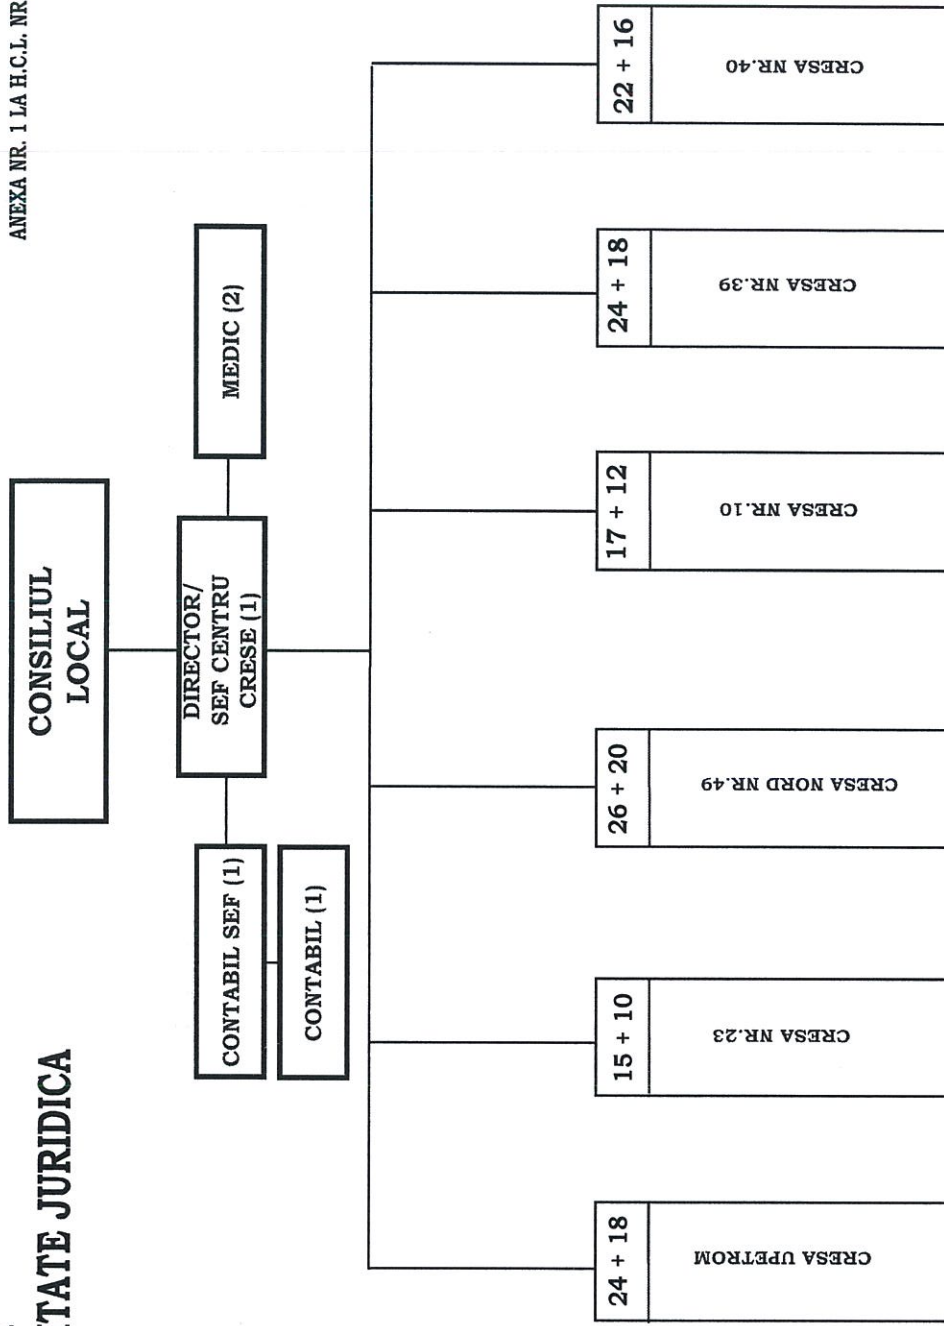 ANEXA NR. 1 LA H.C.L. NR
TATE JURIDICA
CONSILIUL
LOCAL
DIRECTOR/
SEF CENTRU
CRESE (1)
CONTABIL SEF (1)
CONTABIL (1)
MEDIC (2)
24 + 18
CRESA UPETROM
15 + 10
CRESA NR.23
26 + 20
CRESA NORD NR.49
17 + 12
CRESA NR.10
24 + 18
CRESA NR.39
22 + 16
CRESA NR.40